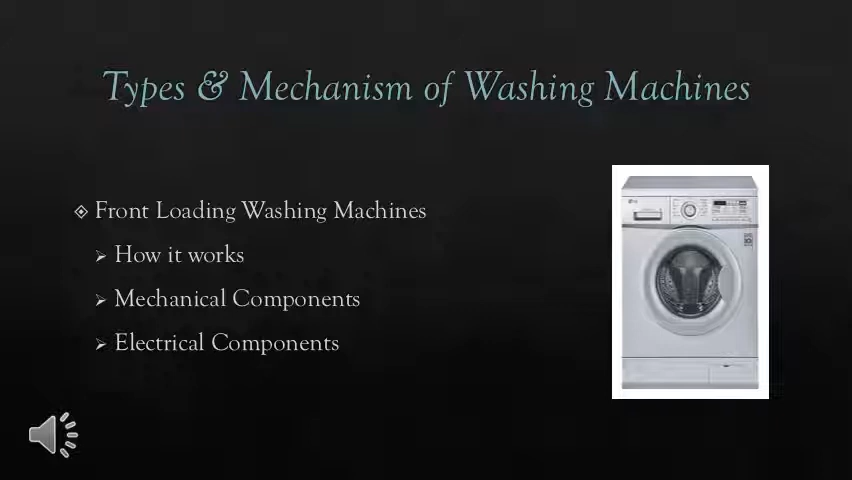 Types & Mechanism of Washing Machines
Front Loading Washing Machines
How it works
Mechanical Components
Electrical Components